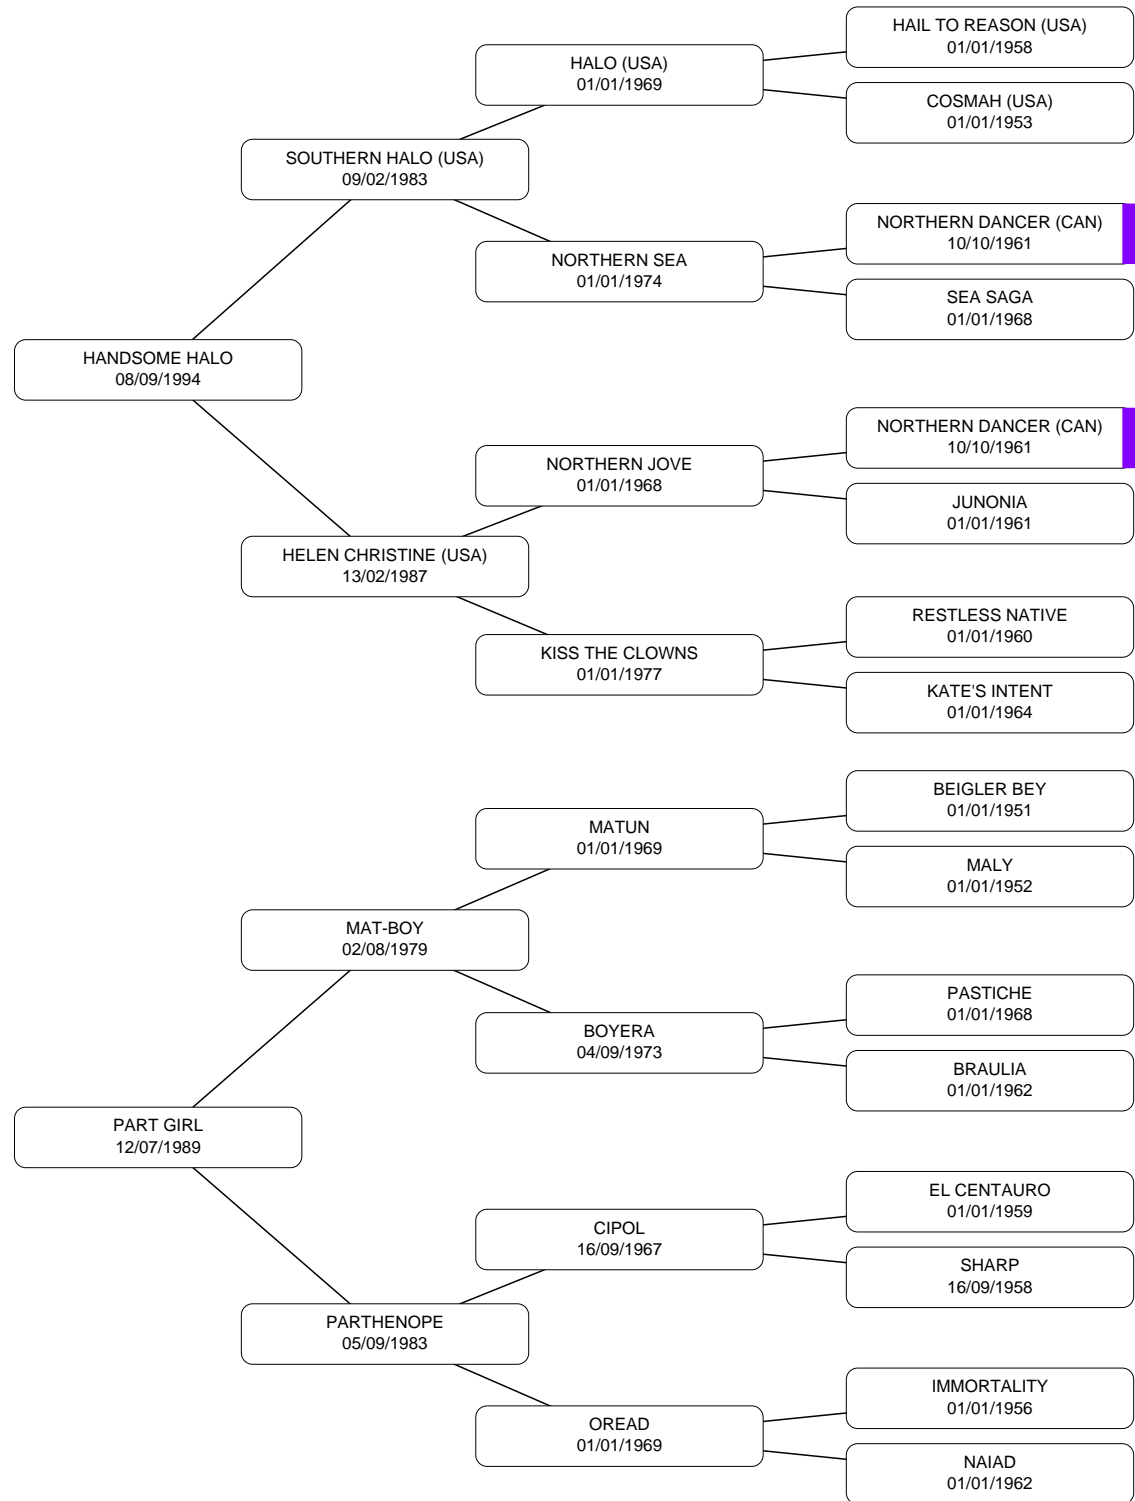 HAIL TO REASON (USA)
01/01/1958
HALO (USA)
01/01/1969
COSMAH (USA)
01/01/1953
SOUTHERN HALO (USA)
09/02/1983
NORTHERN DANCER (CAN)
10/10/1961
NORTHERN SEA
01/01/1974
SEA SAGA
01/01/1968
HANDSOME HALO
08/09/1994
NORTHERN DANCER (CAN)
10/10/1961
NORTHERN JOVE
01/01/1968
JUNONIA
01/01/1961
HELEN CHRISTINE (USA)
13/02/1987
RESTLESS NATIVE
01/01/1960
KISS THE CLOWNS
01/01/1977
KATE'S INTENT
01/01/1964
BEIGLER BEY
01/01/1951
MATUN
01/01/1969
MALY
01/01/1952
MAT-BOY
02/08/1979
PASTICHE
01/01/1968
BOYERA
04/09/1973
BRAULIA
01/01/1962
PART GIRL
12/07/1989
EL CENTAURO
01/01/1959
CIPOL
16/09/1967
SHARP
16/09/1958
PARTHENOPE
05/09/1983
IMMORTALITY
01/01/1956
OREAD
01/01/1969
NAIAD
01/01/1962